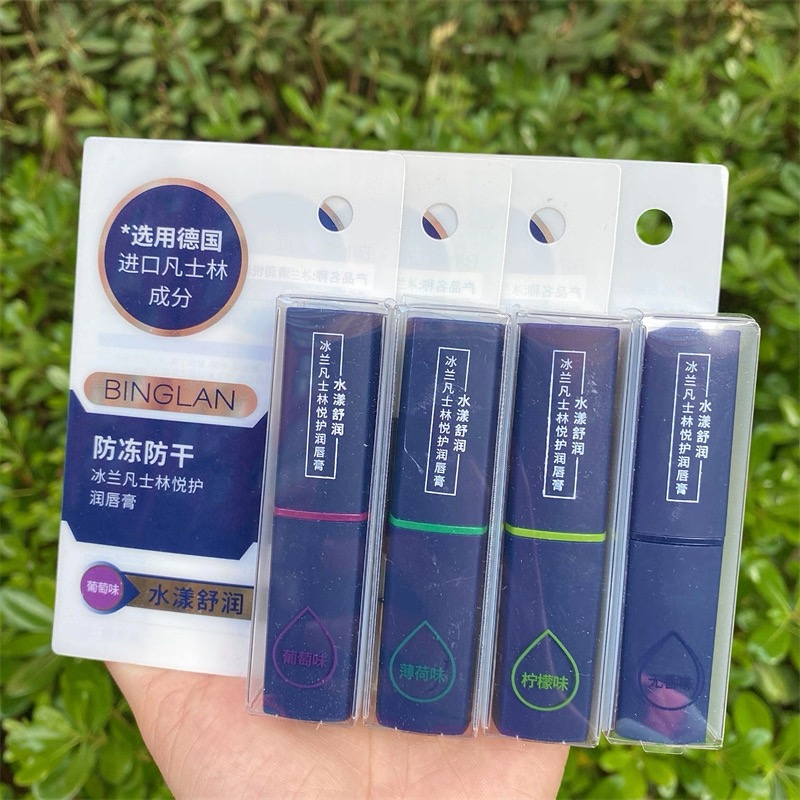 *选用德国
进口凡士林
成分
BINGLAN
防冻防干
冰兰凡士林悦护
润唇膏
葡萄味
水漾舒润
水漾舒润
冰兰凡士林悦护润唇膏
葡萄味
水漾舒润
冰兰凡士林悦护润唇膏
薄荷味
水漾舒润
冰兰凡士林悦护润唇膏
柠檬味
水漾舒润
冰兰凡士林悦护润唇膏
无香味